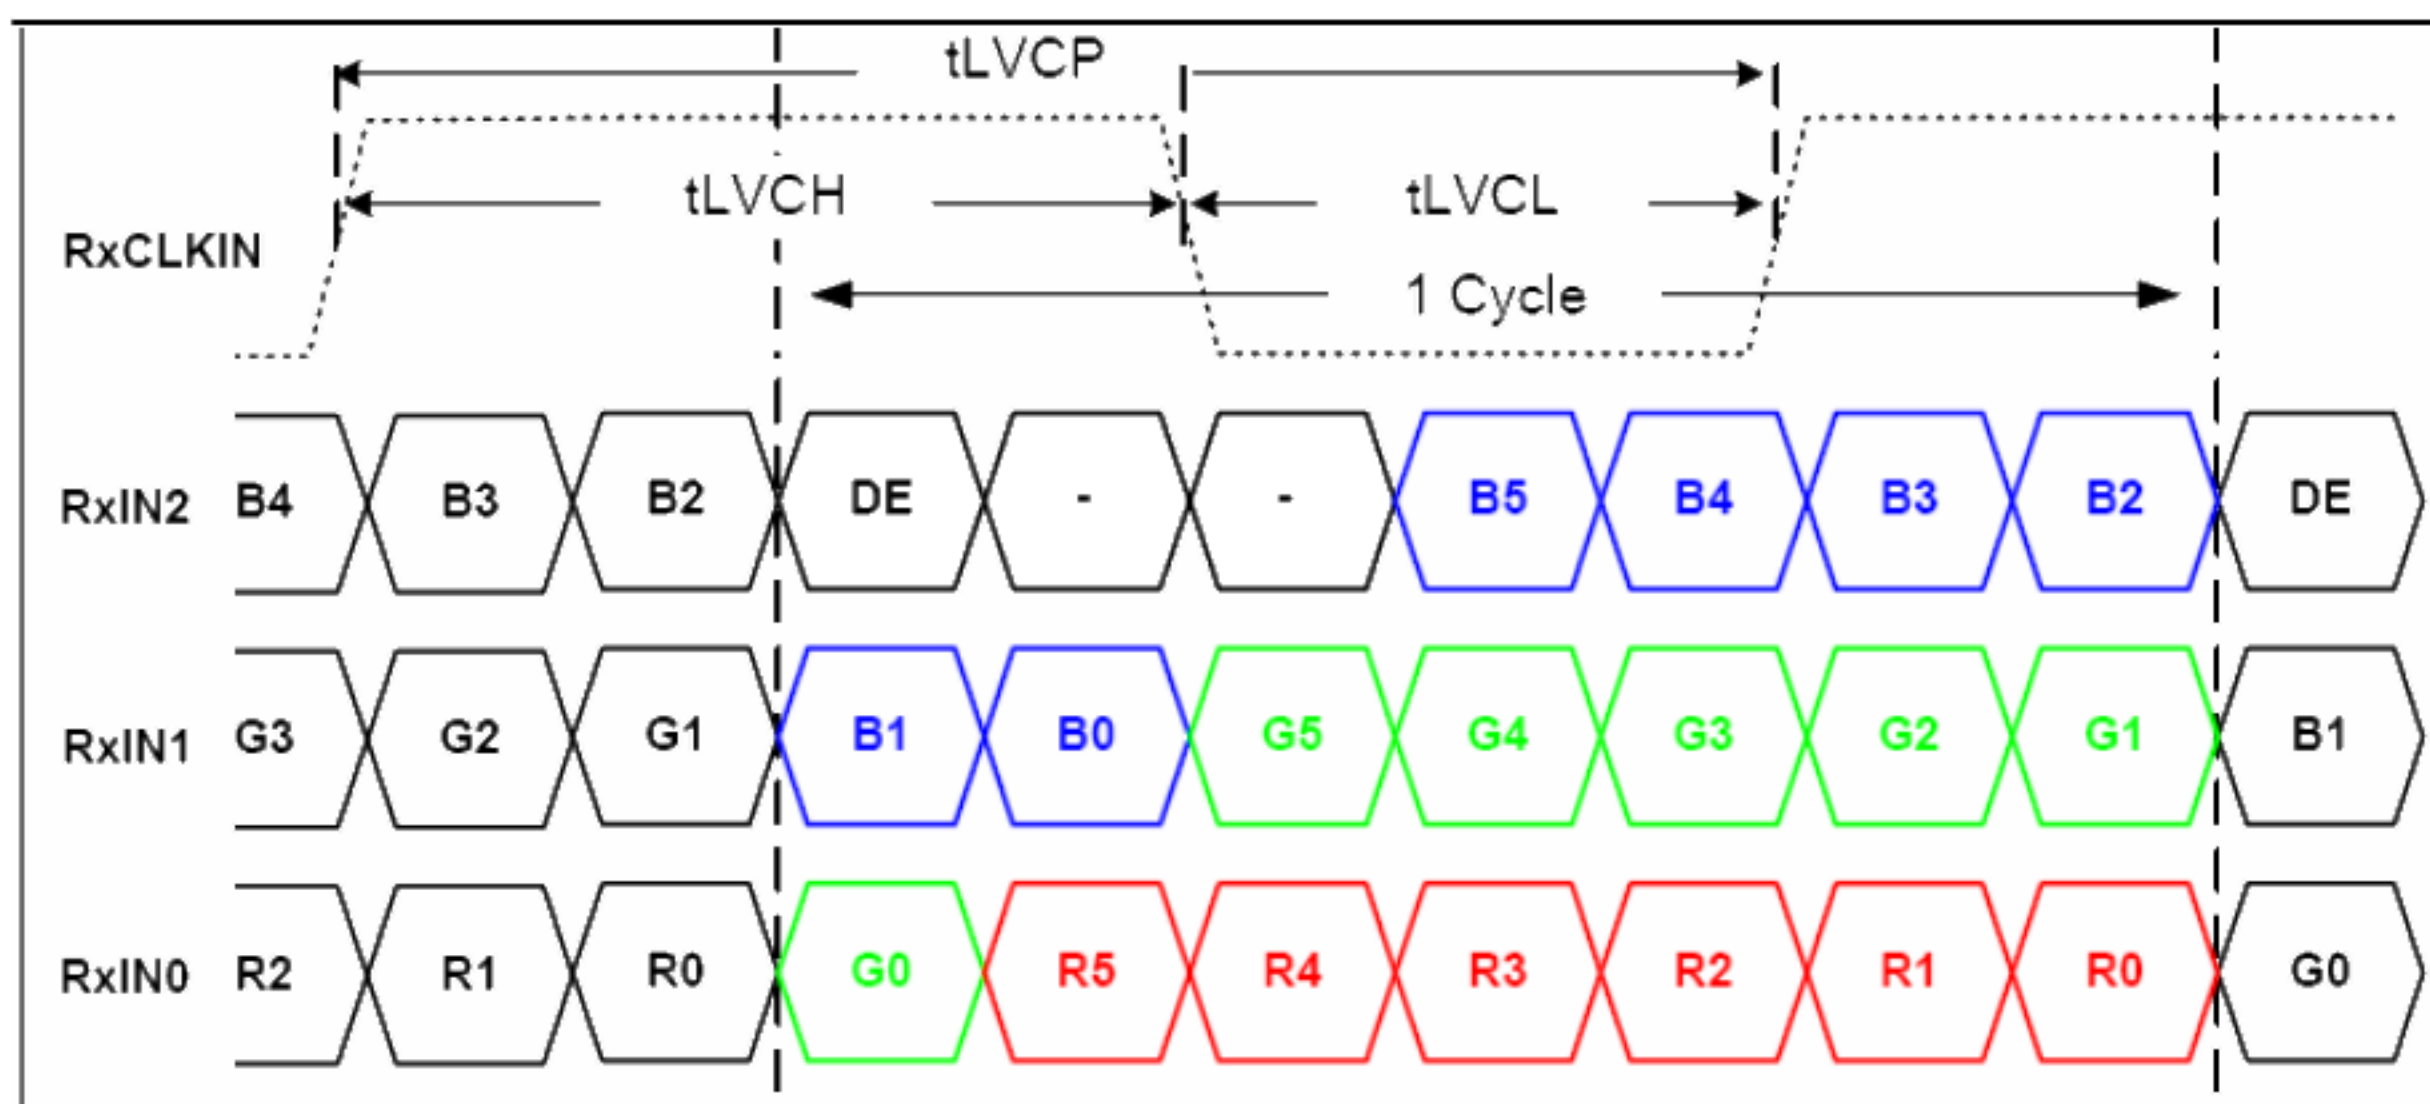 tLVCP
tLVCH tLVCL
RxCLKIN
1 Cycle
RxIN2 B4 B3 B2 DE - - B5 B4 B3 B2 DE
RxIN1 G3 G2 G1 B1 B0 G5 G4 G3 G2 G1 B1
RxIN0 R2 R1 R0 G0 R5 R4 R3 R2 R1 R0 G0